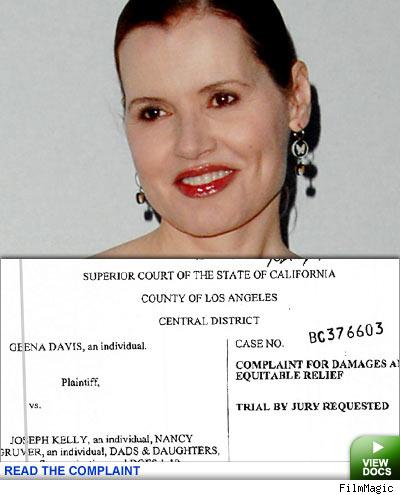 SUPERIOR COURT OF THE STATE OF CALIFORNIA
COUNTY OF LOS ANGELES
CENTRAL DISTRICT
GEENA DAVIS, an individual.
Plaintiff,
vs.
JOSEPH KELLY, an individual, NANCY
GRUVER, an individual, DADS & DAUGHTERS,
CASE NO. BC376603
COMPLAINT FOR DAMAGES A
EQUITABLE RELIEF
TRIAL BY JURY REQUESTED
READ THE COMPLAINT
VIEW
DOCS
FilmMagic